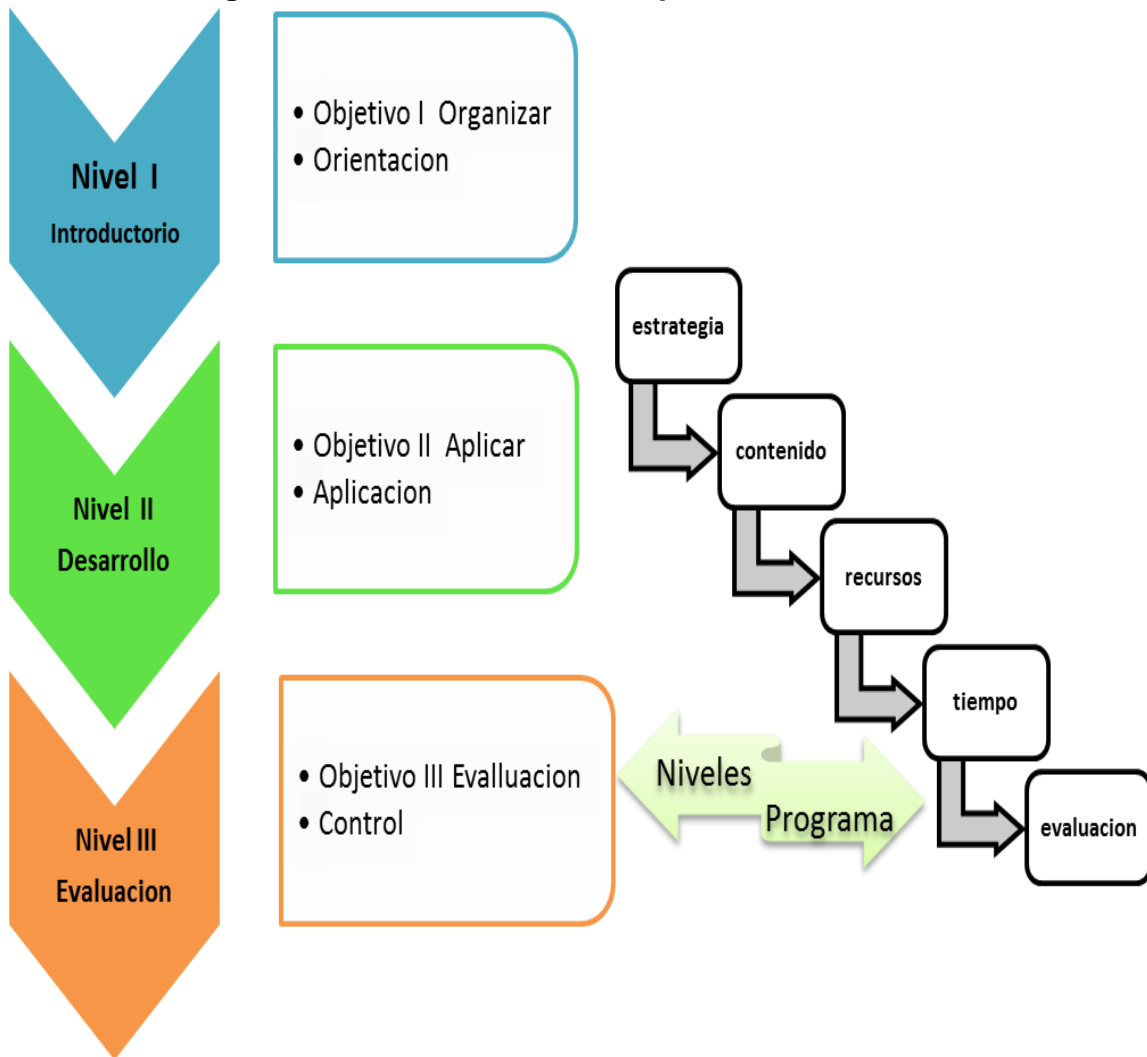 Nivel I
Introductorio
• Objetivo I Organizar
• Orientacion
Nivel II
Desarrollo
• Objetivo II Aplicar
• Aplicacion
Nivel III
Evaluacion
• Objetivo III Evalluacion
• Control
estrategia
contenido
recursos
tiempo
evaluacion
Niveles
Programa